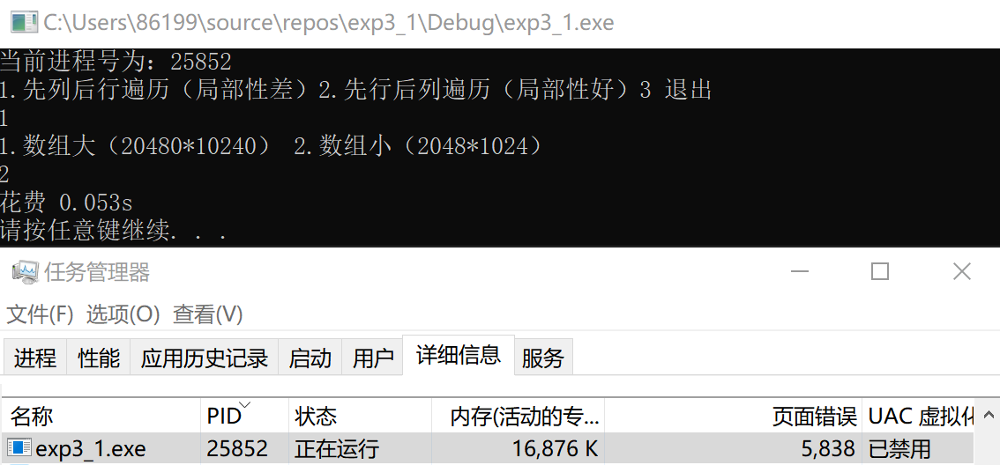 C:\Users\86199\source\repos\exp3_1\Debug\exp3_1.exe
当前进程号为：25852
1.先列后行遍历（局部性差）2.先行后列遍历（局部性好）3 退出
1
1.数组大（20480*10240） 2.数组小（2048*1024）
2
花费 0.053s
请按任意键继续. . .
任务管理器
文件(F) 选项(O) 查看(V)
进程 性能 应用历史记录 启动 用户 详细信息 服务
名称 PID 状态 内存(活动的专... 页面错误 UAC 虚拟化
exp3_1.exe 25852 正在运行 16,876 K 5,838 已禁用